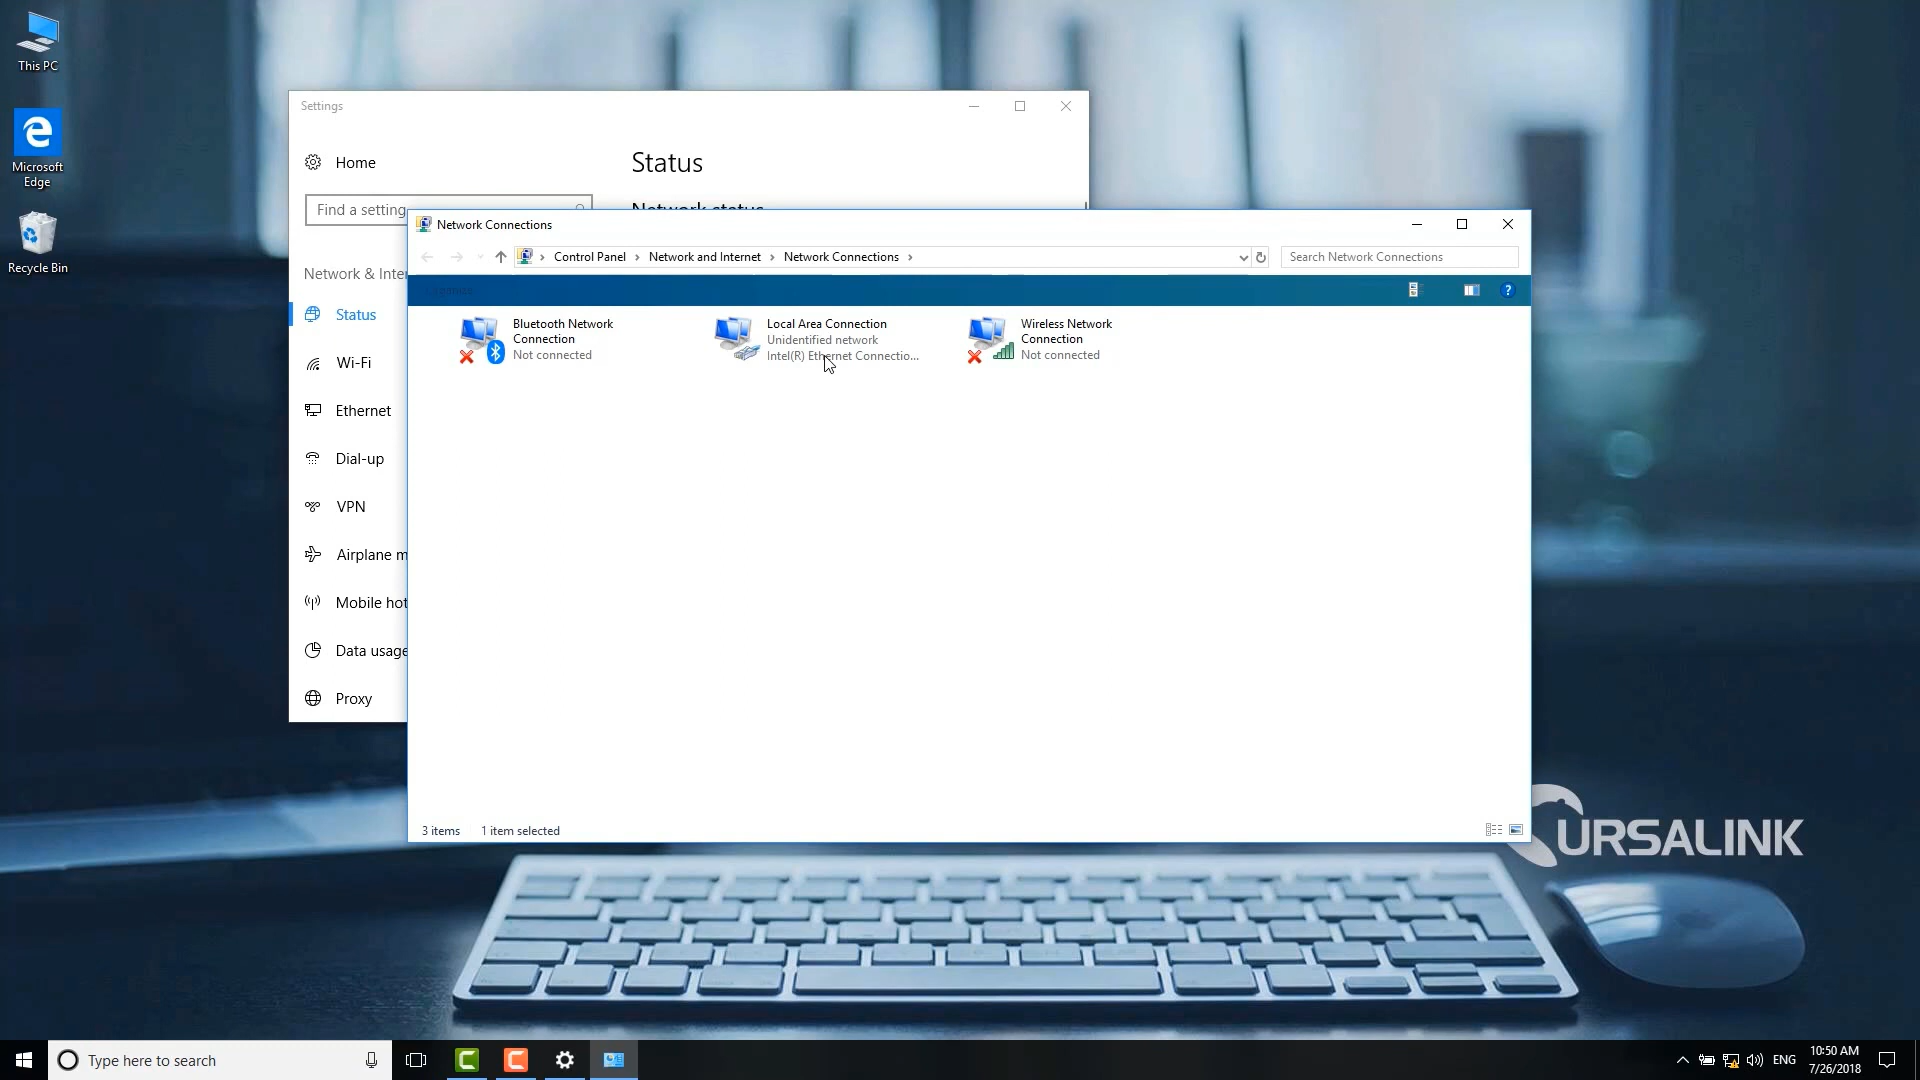 This PC
Microsoft
Edge
Recycle Bin
Settings
Home
Find a setting
Network & Inte
Status
Wi-Fi
Ethernet
Dial-up
VPN
Airplane m
Mobile hot
Data usage
Proxy
Status
Network status
Network Connections
Control Panel > Network and Internet > Network Connections >
Search Network Connections
Organize
Bluetooth Network
Connection
Not connected
Local Area Connection
Unidentified network
Intel(R) Ethernet Connectio...
Wireless Network
Connection
Not connected
3 items 1 item selected
URSALINK
Type here to search
ENG
10:50 AM
7/26/2018